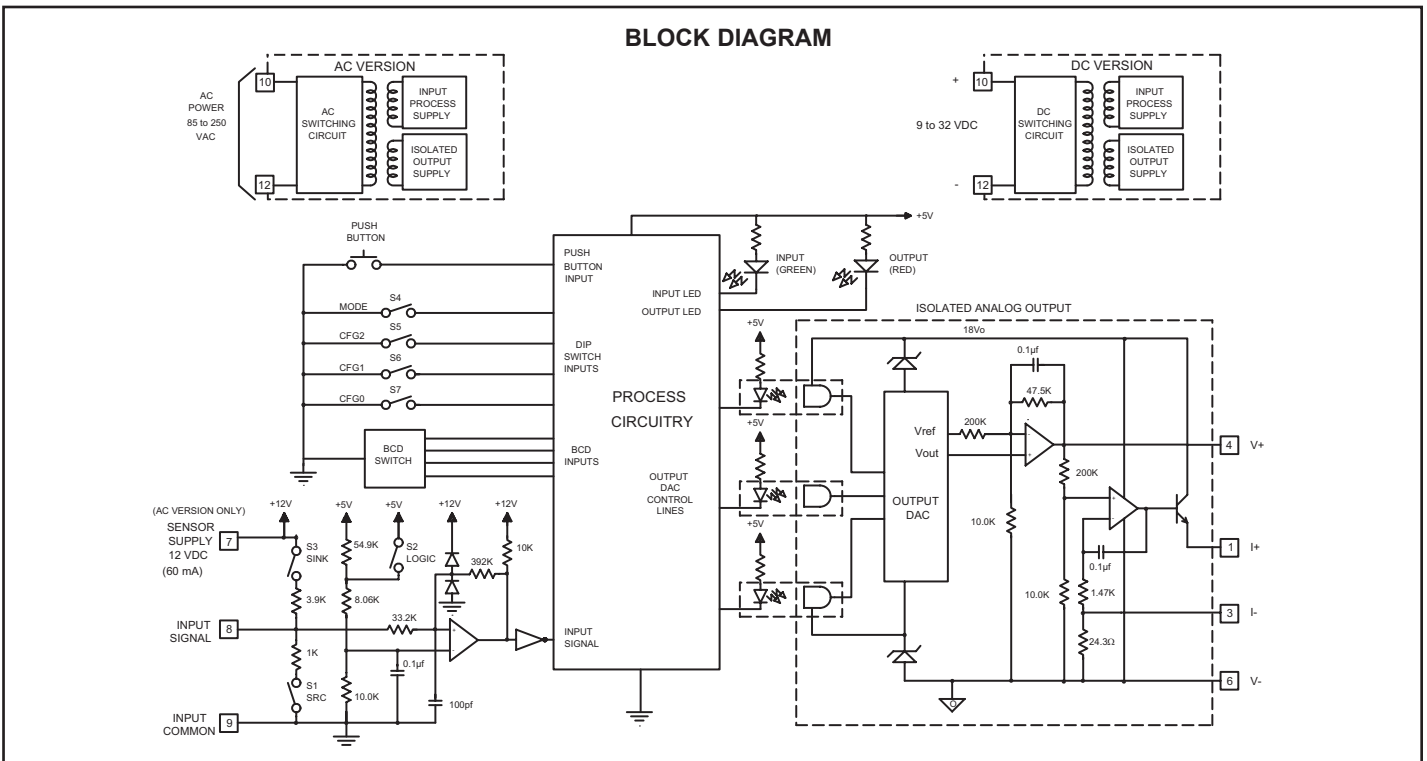 BLOCK DIAGRAM
AC VERSION
AC
POWER
85 to 250
VAC
10
12
AC
SWITCHING
CIRCUIT
INPUT
PROCESS
SUPPLY
ISOLATED
OUTPUT
SUPPLY
DC VERSION
+
10
9 to 32 VDC
-
12
DC
SWITCHING
CIRCUIT
INPUT
PROCESS
SUPPLY
ISOLATED
OUTPUT
SUPPLY
PUSH
BUTTON
MODE
S4
CFG2
S5
CFG1
S6
CFG0
S7
BCD
SWITCH
PUSH
BUTTON
INPUT
DIP
SWITCH
INPUTS
BCD
INPUTS
INPUT
SIGNAL
PROCESS
CIRCUITRY
INPUT LED
OUTPUT LED
OUTPUT
DAC
CONTROL
LINES
+5V
INPUT
(GREEN)
OUTPUT
(RED)
(AC VERSION ONLY)
SENSOR
SUPPLY
12 VDC
(60 mA)
7
+12V
+5V
+5V
+12V
+12V
S3
SINK
54.9K
S2
LOGIC
10K
392K
3.9K
8.06K
33.2K
INPUT
SIGNAL
8
+
-
1K
0.1µf
S1
SRC
10.0K
100pf
INPUT
COMMON
9
+5V
+5V
+5V
ISOLATED ANALOG OUTPUT
18Vo
0.1µf
47.5K
Vref
Vout
OUTPUT
DAC
200K
-
+
4 V+
200K
+
-
10.0K
0.1µf
1 I+
10.0K
1.47K
3 I-
24.3Ω
6 V-
O